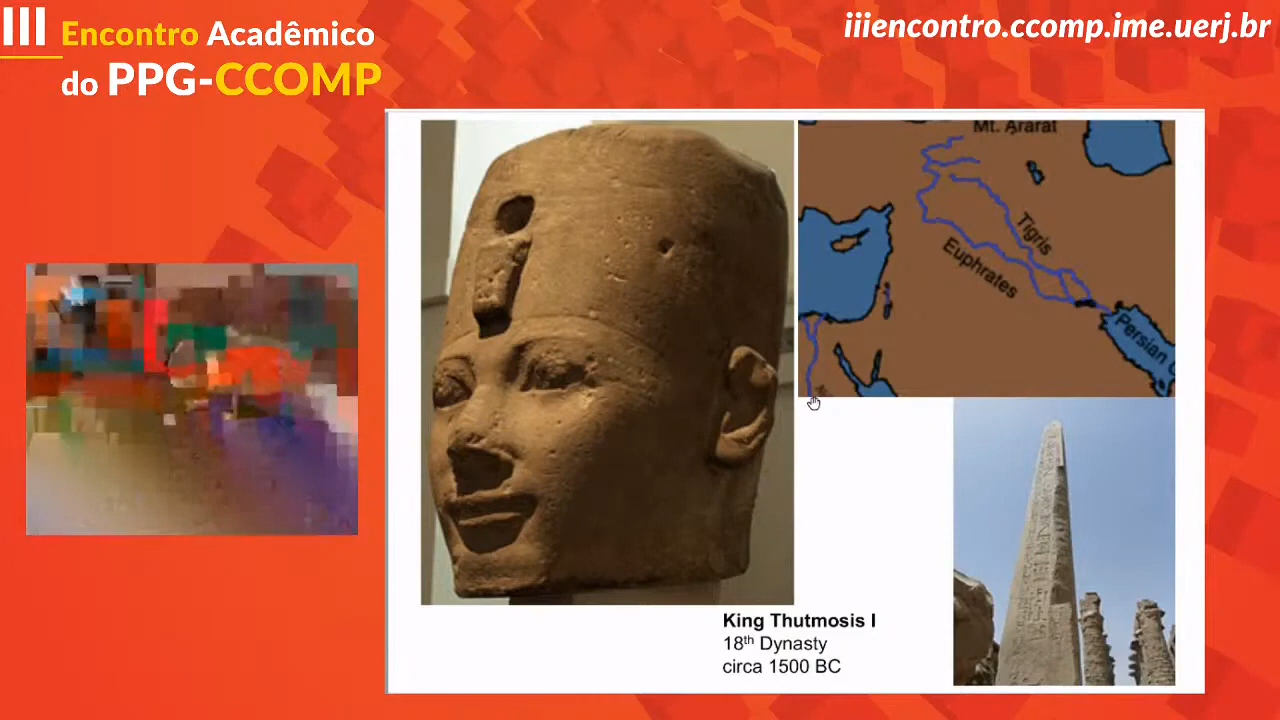 III Encontro Acadêmico
do PPG-CCOMP
iiiencontro.ccomp.ime.uerj.br
Mt. Ararat
Tigris
Euphrates
Persian
King Thutmosis I
18th Dynasty
circa 1500 BC